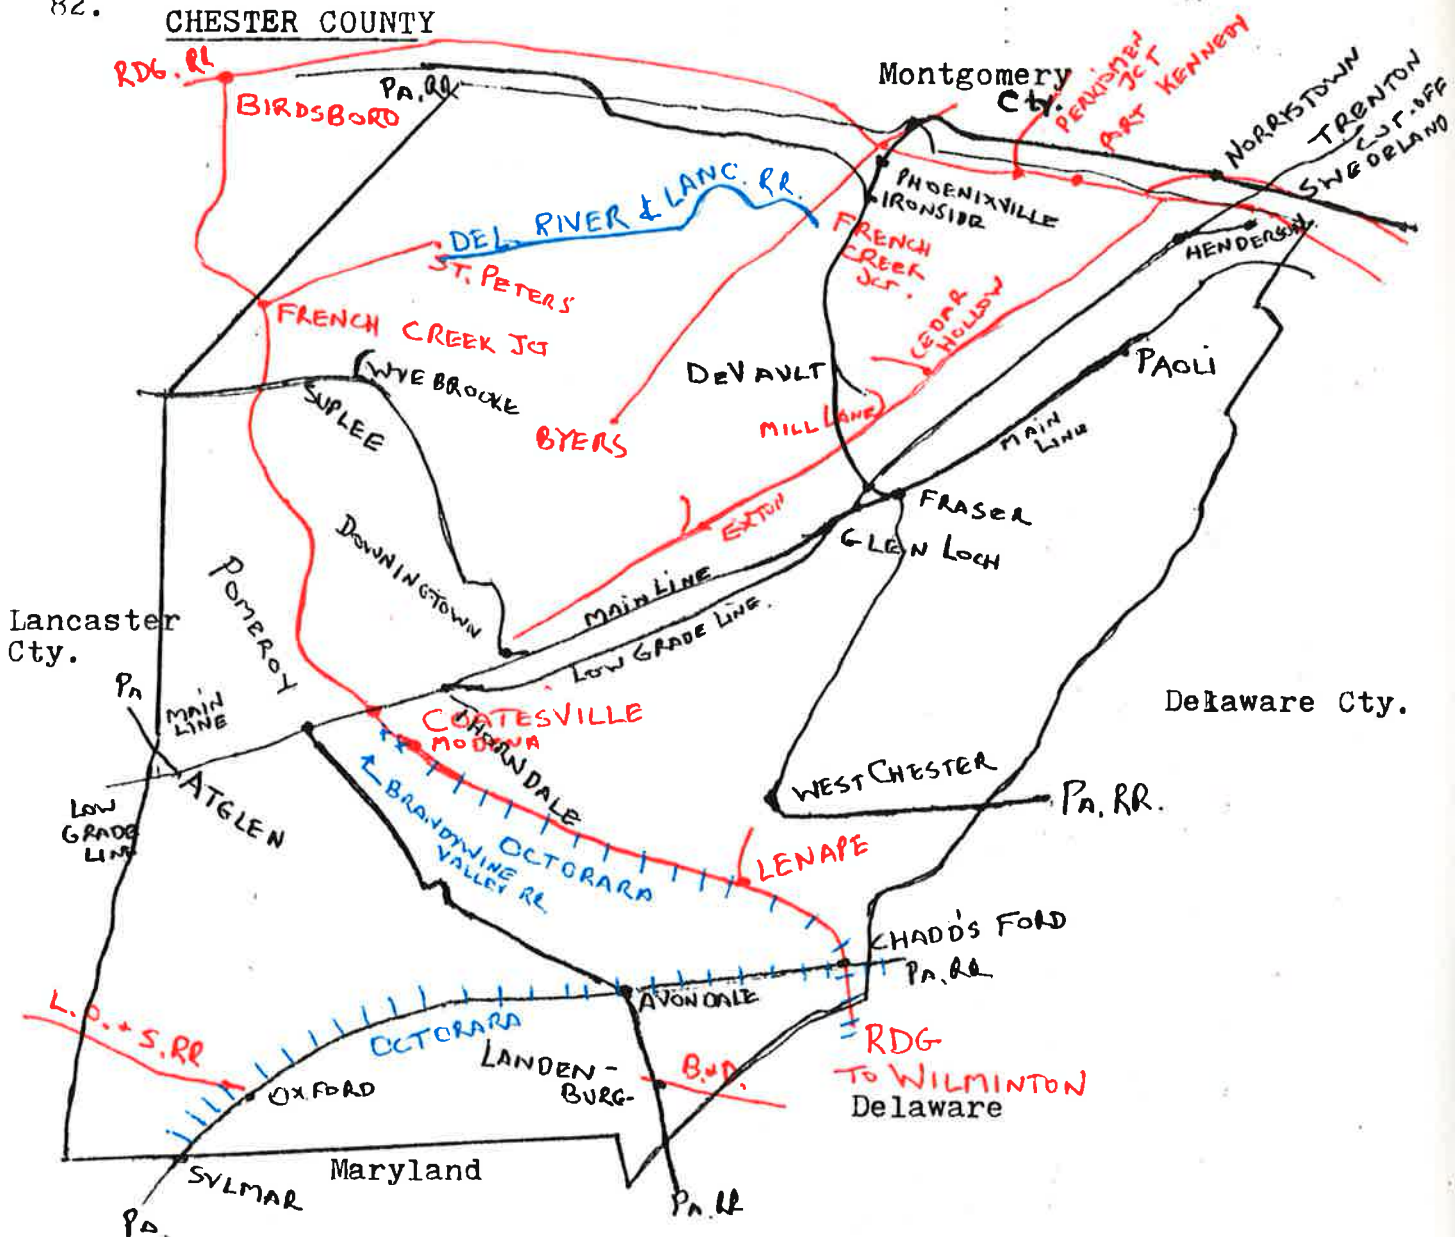 82.
CHESTER COUNTY
RDG. RR
BIRDSBORO
PA. RR
Montgomery
Cty.
PERKIOMEN
JCT
PART KENNEDY
NORRISTOWN
TRENTON
CUT-OFF
SWEDELAND
HENDERSON
PHOENIXVILLE
IRONSIDE
DEL. RIVER & LANC. RR.
ST. PETERS
FRENCH
CREEK
JCT.
FRENCH CREEK JCT
CEDAR
HOLLOW
DEVAULT
PAOLI
WYEBROOKE
SUPLEE
BYERS
MILL LANE
MAIN
LINE
EXTON
FRASER
GLEN LOCH
DOWNINGTOWN
POMEROY
MAIN LINE
LOW GRADE LINE.
Lancaster
Cty.
PA
MAIN
LINE
Delaware Cty.
COATESVILLE
MODENA
THORNDALE
ATGLEN
LOW
GRADE
LINE
WEST CHESTER
PA. RR.
BRANDYWINE
VALLEY RR.
OCTORARA
LENAPE
CHADD'S FORD
PA. RR
AVONDALE
L. O. + S. RR
OCTORARA
OXFORD
LANDEN-
BURG-
B.+O.
RDG
TO WILMINTON
Delaware
SYLMAR
Maryland
PA.
PA. RR